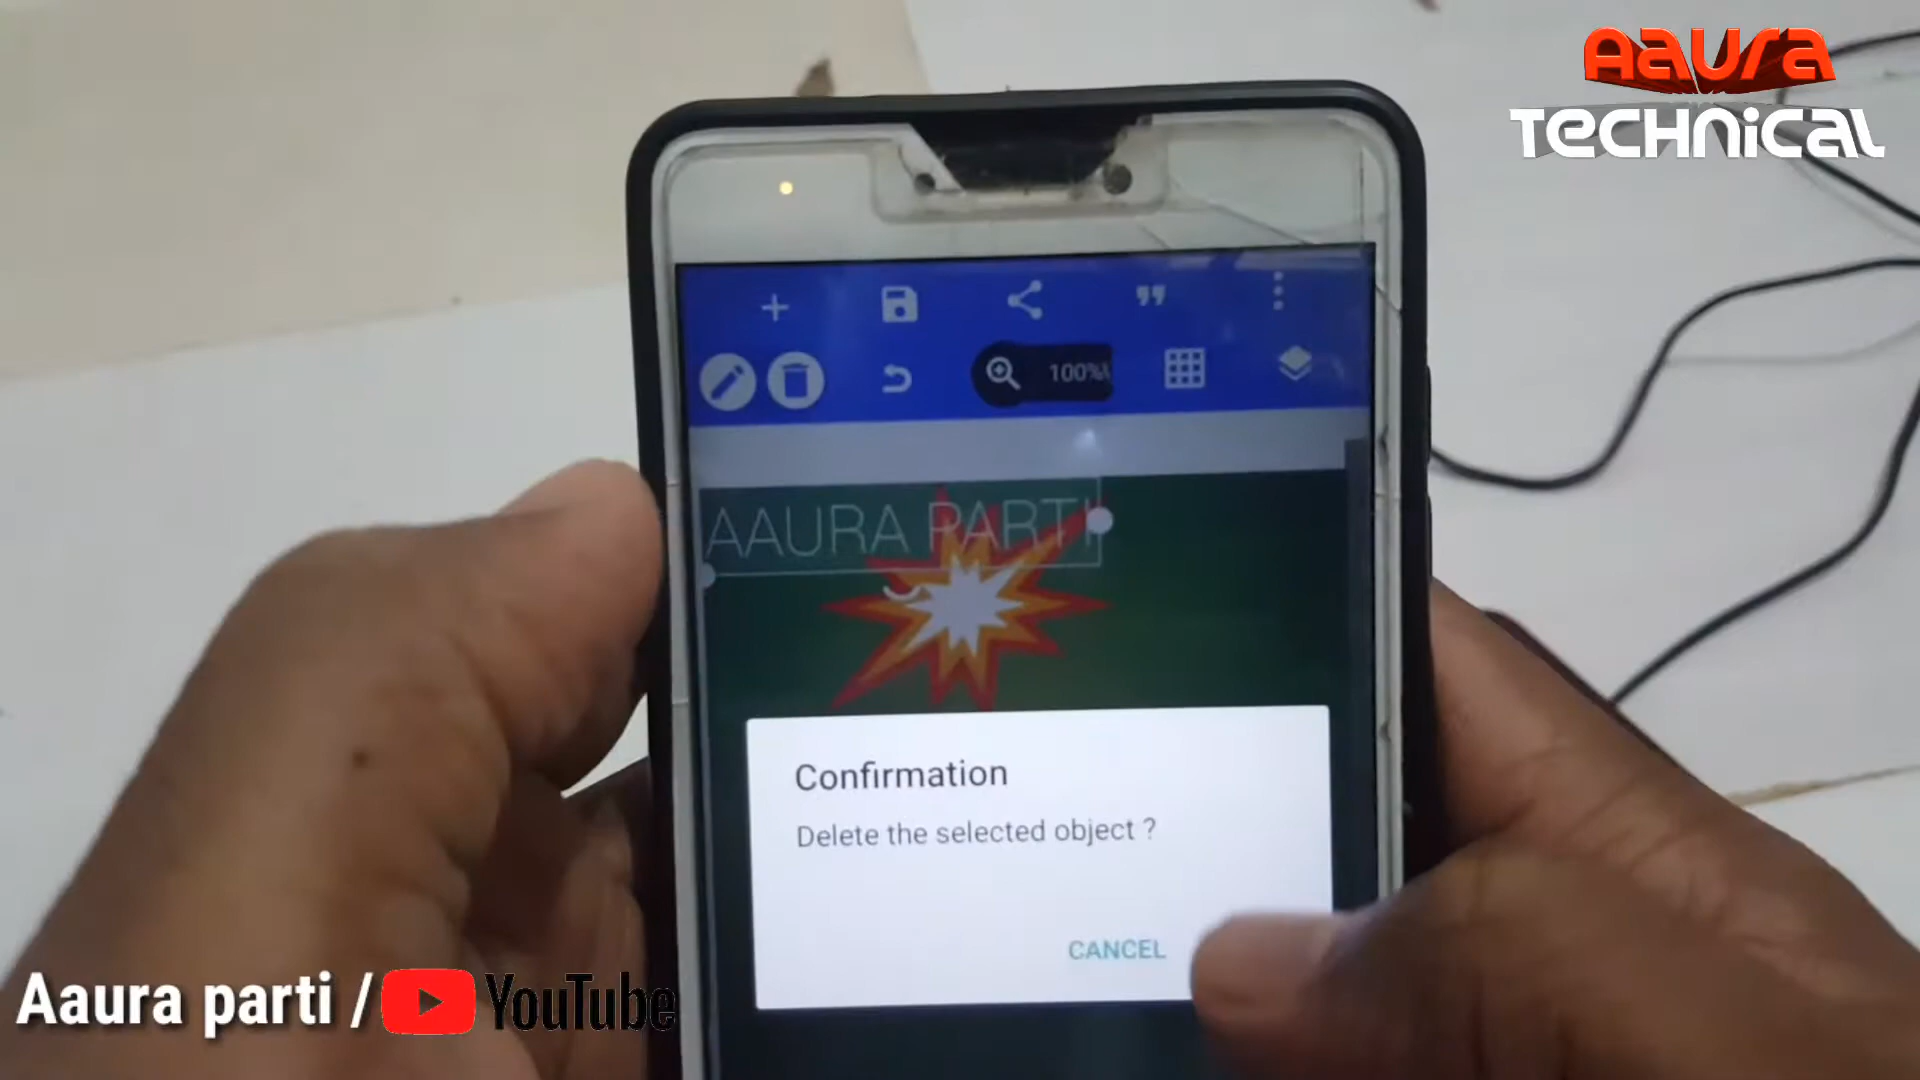 Aaura
Technical
100%
AAURA PARTI
Confirmation
Delete the selected object ?
CANCEL
Aaura parti / YouTube